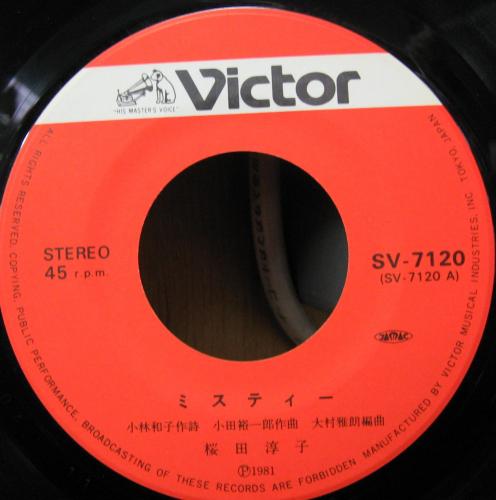 Victor
"HIS MASTER'S VOICE"
STEREO
45 r.p.m.
SV-7120
(SV-7120 A)
JASRAC
ミスティー
小林和子作詩 小田裕一郎作曲 大村雅朗編曲
桜田淳子
Ⓟ1981
ALL RIGHTS RESERVED. COPYING, PUBLIC PERFORMANCE, BROADCASTING OF THESE RECORDS ARE FORBIDDEN MANUFACTURED BY VICTOR MUSICAL INDUSTRIES, INC. TOKYO, JAPAN